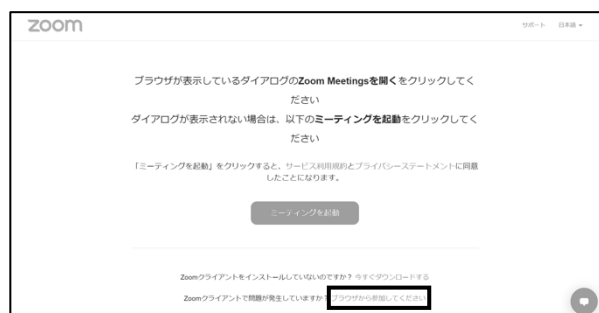 zoom サポート 日本語
ブラウザが表示しているダイアログのZoom Meetingsを開くをクリックしてく
ださい
ダイアログが表示されない場合は、以下のミーティングを起動をクリックしてく
ださい
「ミーティングを起動」をクリックすると、サービス利用規約とプライバシーステートメントに同意
したことになります。
ミーティングを起動
Zoomクライアントをインストールしていないのですか? 今すぐダウンロードする
Zoomクライアントで問題が発生していますか? ブラウザから参加してください